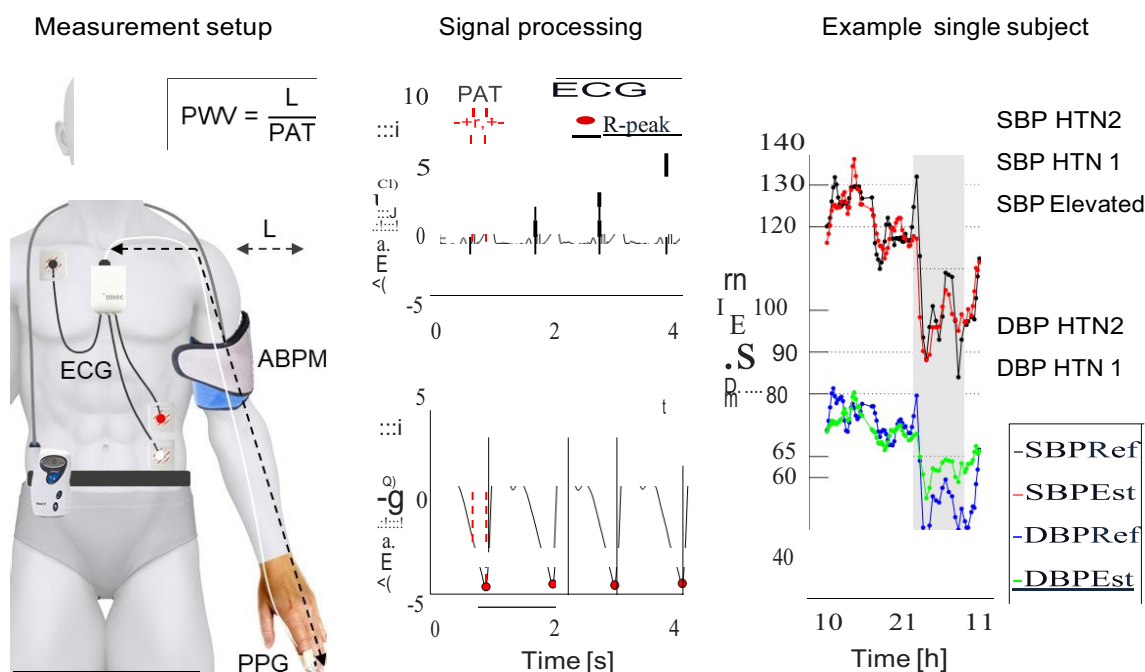 Measurement setup
PWV = L
PAT
L
ECG
ABPM
PPG
Signal processing
10
PAT
ECG
R-peak
:::i
5
0
a.
E
<(
-5
0
2
4
5
t
:::i
Q)
-g
0
a.
E
<(
-5
0
2
4
Time [s]
Example single subject
SBP HTN2
SBP HTN 1
SBP Elevated
DBP HTN2
DBP HTN 1
140
130
120
100
90
80
65
60
40
rn
I
E
.S
10
21
11
Time [h]
-SBPRef
-SBPEst
-DBPRef
-DBPEst